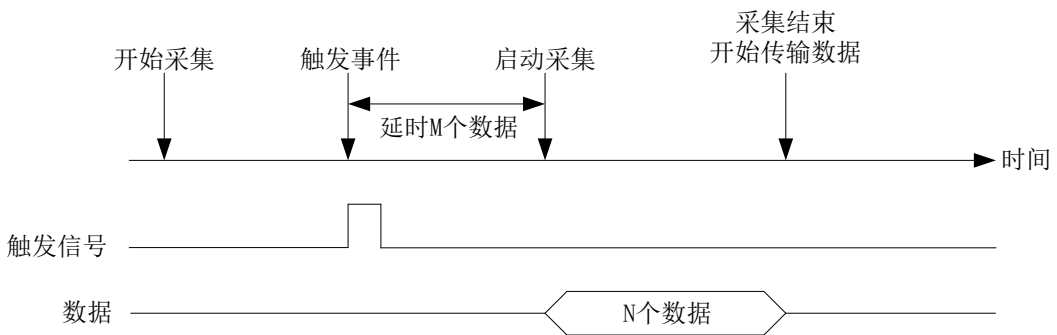 采集结束
开始传输数据
开始采集
触发事件
启动采集
延时M个数据
时间
触发信号
数据
N个数据